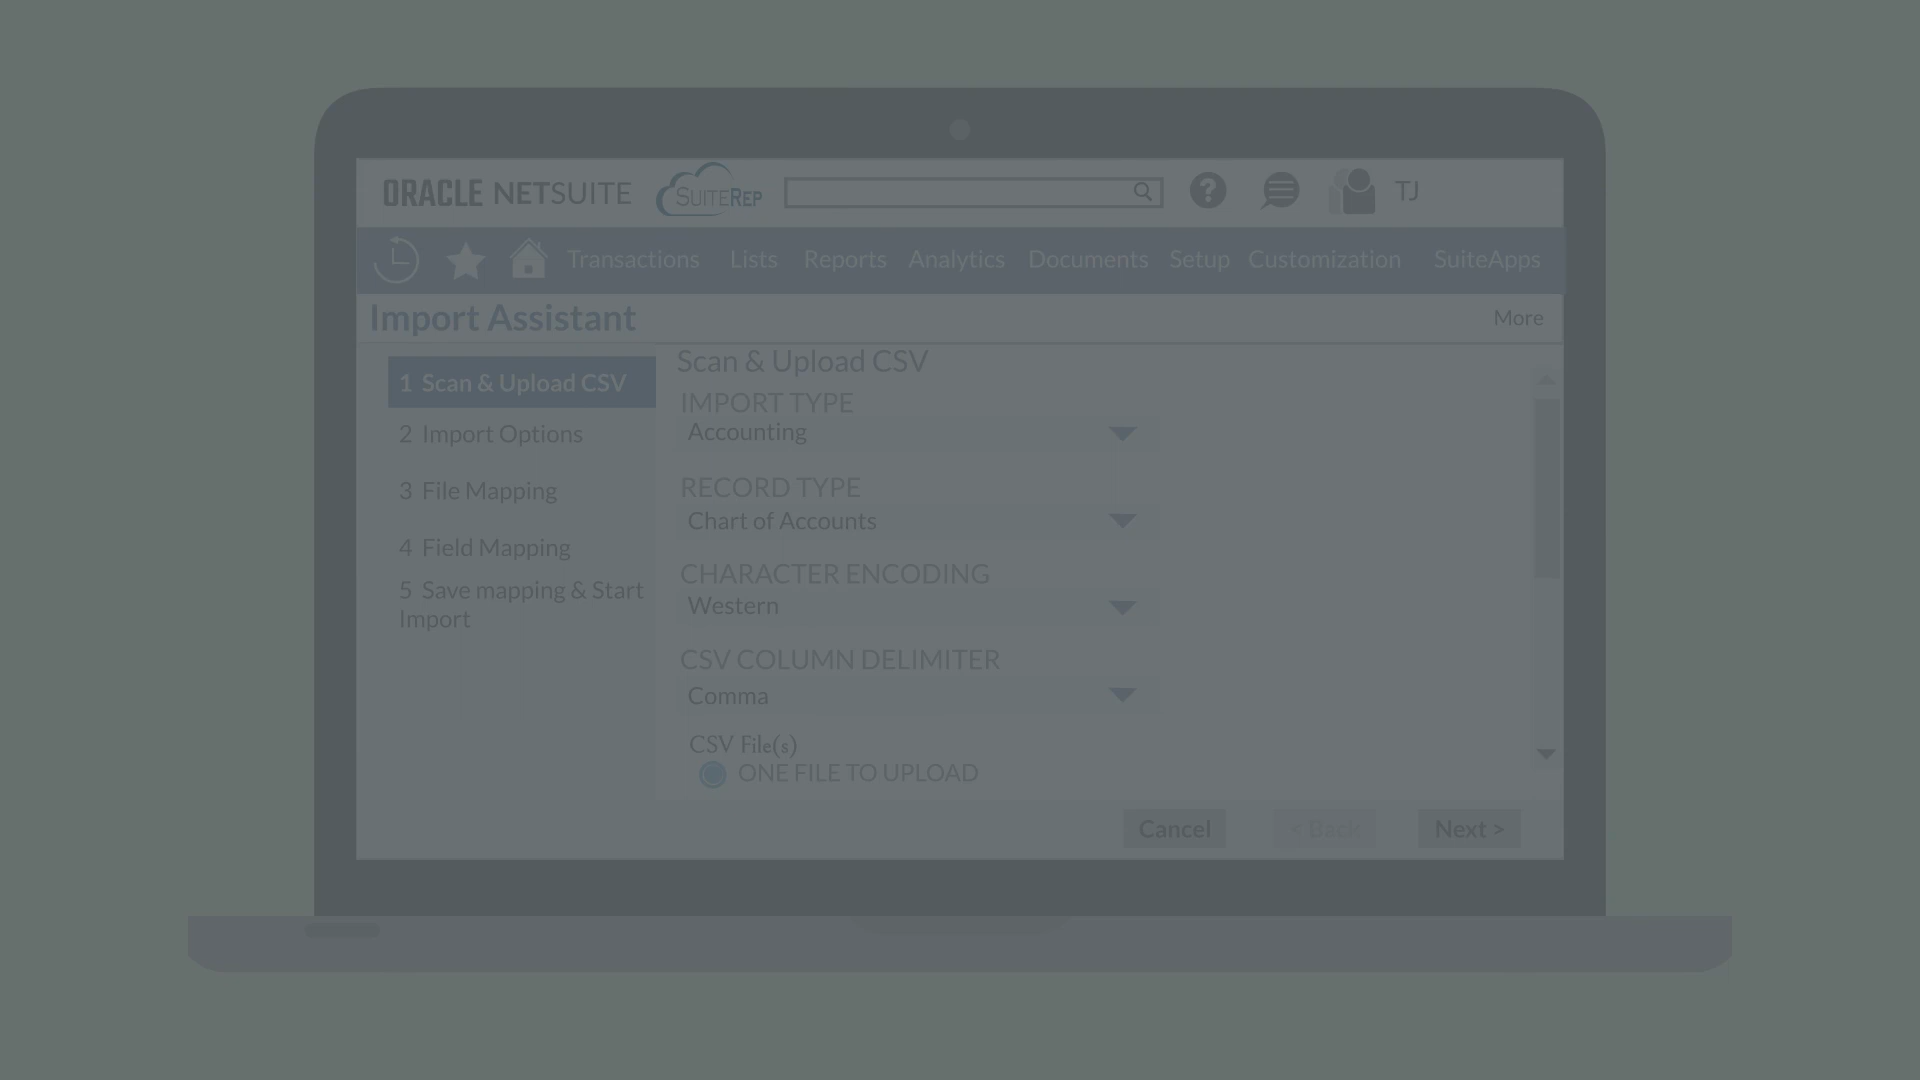 ORACLE NETSUITE SUITEREP ? TJ
Transactions Lists Reports Analytics Documents Setup Customization SuiteApps
Import Assistant More
1 Scan & Upload CSV
2 Import Options
3 File Mapping
4 Field Mapping
5 Save mapping & Start
Import
Scan & Upload CSV
IMPORT TYPE
Accounting
RECORD TYPE
Chart of Accounts
CHARACTER ENCODING
Western
CSV COLUMN DELIMITER
Comma
CSV File(s)
ONE FILE TO UPLOAD
Cancel < Back Next >